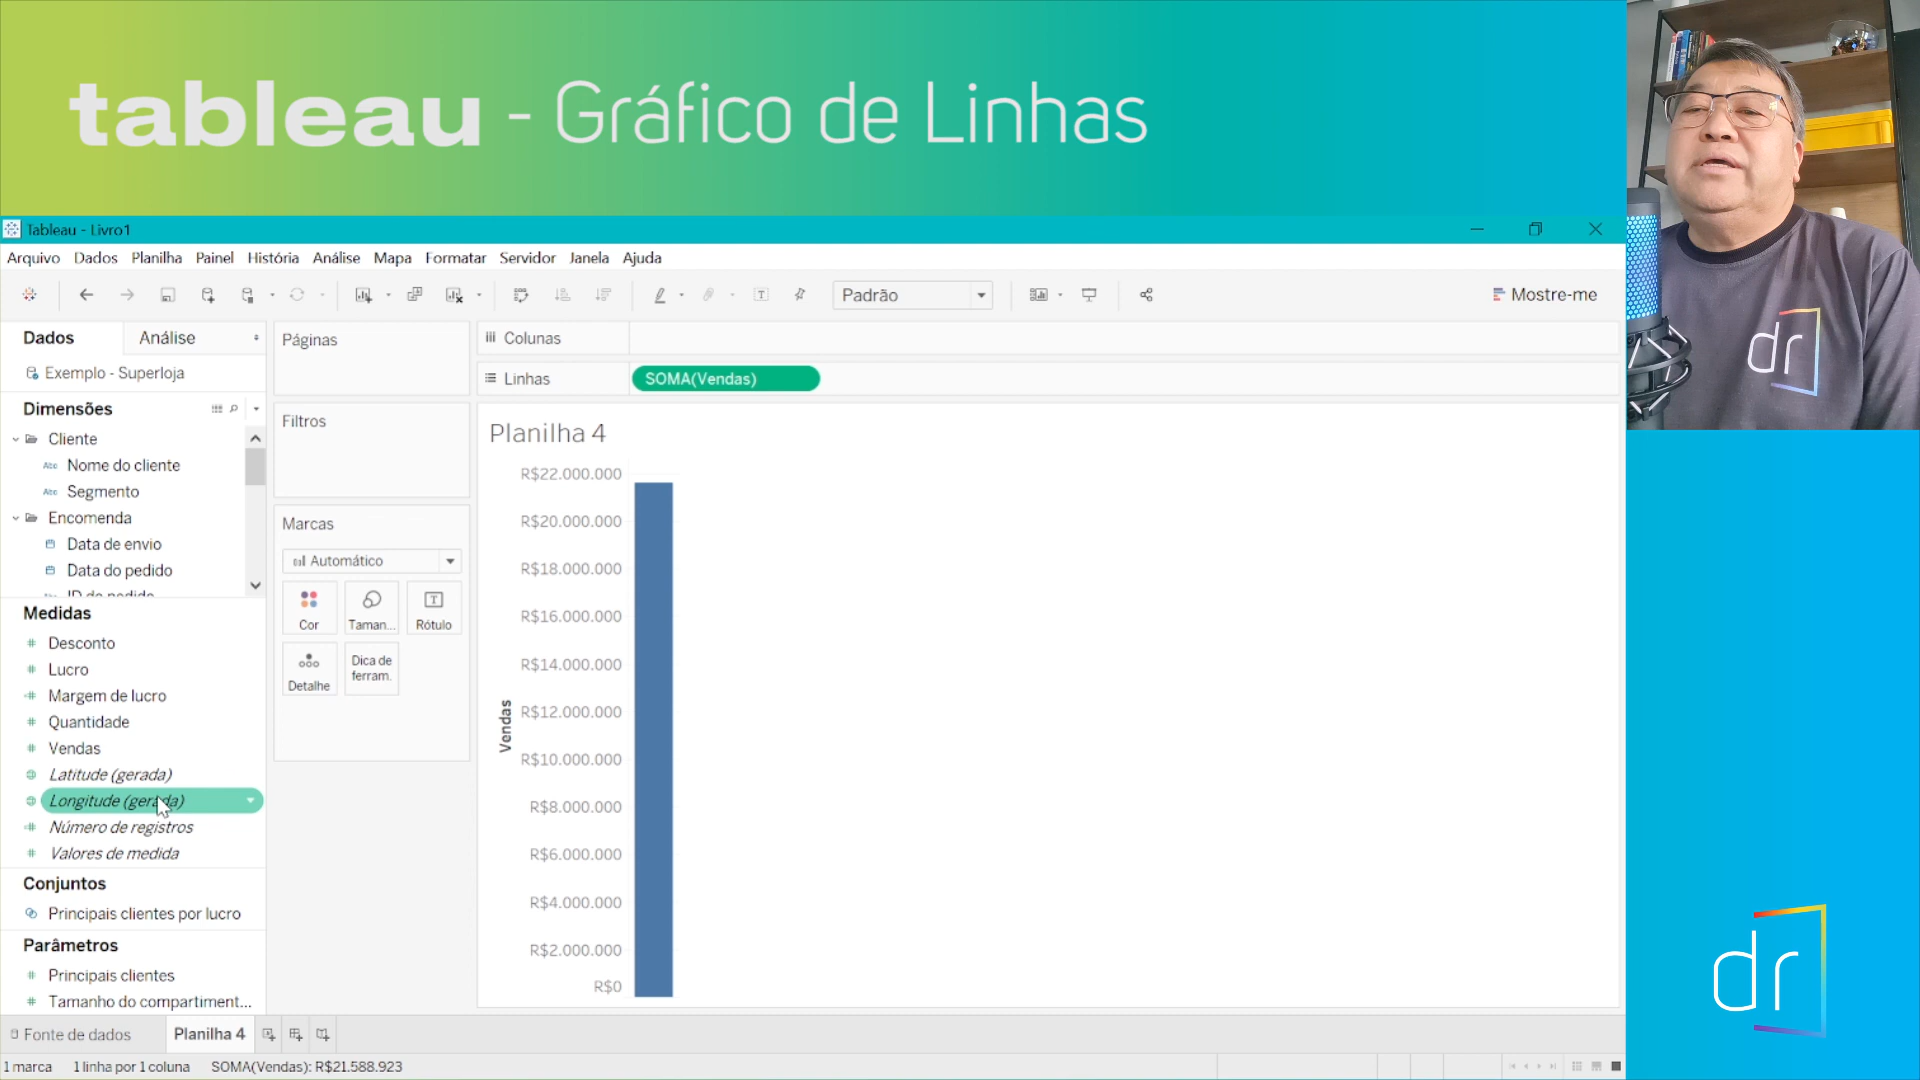 tableau - Gráfico de Linhas
Tableau - Livro1
Arquivo Dados Planilha Painel História Análise Mapa Formatar Servidor Janela Ajuda
Padrão
Mostre-me
Dados Análise
Exemplo - Superloja
Dimensões
Cliente
Abc Nome do cliente
Abc Segmento
Encomenda
Data de envio
Data do pedido
ID do pedido
Medidas
Desconto
Lucro
Margem de lucro
Quantidade
Vendas
Latitude (gerada)
Longitude (gerada)
Número de registros
Valores de medida
Conjuntos
Principais clientes por lucro
Parâmetros
Principais clientes
Tamanho do compartiment...
Páginas
Filtros
Marcas
Automático
Cor Taman... Rótulo
Detalhe Dica de ferram.
Colunas
Linhas SOMA(Vendas)
Planilha 4
R$22.000.000
R$20.000.000
R$18.000.000
R$16.000.000
R$14.000.000
R$12.000.000
R$10.000.000
R$8.000.000
R$6.000.000
R$4.000.000
R$2.000.000
R$0
Vendas
Fonte de dados Planilha 4
1 marca 1 linha por 1 coluna SOMA(Vendas): R$21.588.923
dr
dr